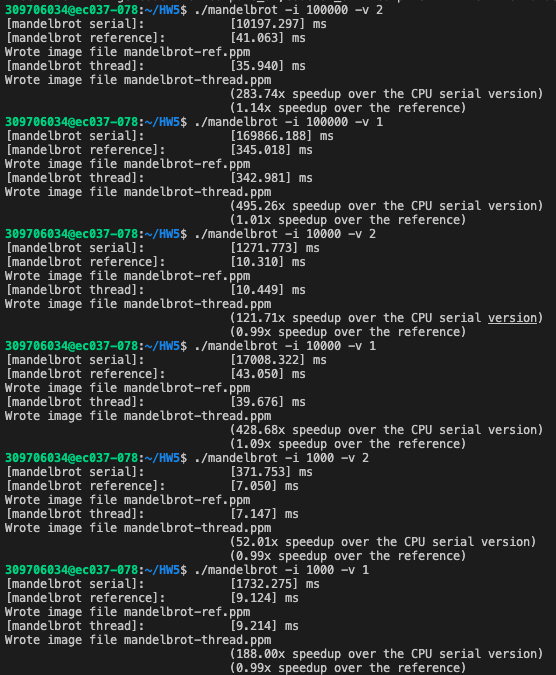 309706034@ec037-078:~/HW5$ ./mandelbrot -i 100000 -v 2
[mandelbrot serial]: [10197.297] ms
[mandelbrot reference]: [41.063] ms
Wrote image file mandelbrot-ref.ppm
[mandelbrot thread]: [35.940] ms
Wrote image file mandelbrot-thread.ppm
(283.74x speedup over the CPU serial version)
(1.14x speedup over the reference)
309706034@ec037-078:~/HW5$ ./mandelbrot -i 100000 -v 1
[mandelbrot serial]: [169866.188] ms
[mandelbrot reference]: [345.018] ms
Wrote image file mandelbrot-ref.ppm
[mandelbrot thread]: [342.981] ms
Wrote image file mandelbrot-thread.ppm
(495.26x speedup over the CPU serial version)
(1.01x speedup over the reference)
309706034@ec037-078:~/HW5$ ./mandelbrot -i 10000 -v 2
[mandelbrot serial]: [1271.773] ms
[mandelbrot reference]: [10.310] ms
Wrote image file mandelbrot-ref.ppm
[mandelbrot thread]: [10.449] ms
Wrote image file mandelbrot-thread.ppm
(121.71x speedup over the CPU serial version)
(0.99x speedup over the reference)
309706034@ec037-078:~/HW5$ ./mandelbrot -i 10000 -v 1
[mandelbrot serial]: [17008.322] ms
[mandelbrot reference]: [43.050] ms
Wrote image file mandelbrot-ref.ppm
[mandelbrot thread]: [39.676] ms
Wrote image file mandelbrot-thread.ppm
(428.68x speedup over the CPU serial version)
(1.09x speedup over the reference)
309706034@ec037-078:~/HW5$ ./mandelbrot -i 1000 -v 2
[mandelbrot serial]: [371.753] ms
[mandelbrot reference]: [7.050] ms
Wrote image file mandelbrot-ref.ppm
[mandelbrot thread]: [7.147] ms
Wrote image file mandelbrot-thread.ppm
(52.01x speedup over the CPU serial version)
(0.99x speedup over the reference)
309706034@ec037-078:~/HW5$ ./mandelbrot -i 1000 -v 1
[mandelbrot serial]: [1732.275] ms
[mandelbrot reference]: [9.124] ms
Wrote image file mandelbrot-ref.ppm
[mandelbrot thread]: [9.214] ms
Wrote image file mandelbrot-thread.ppm
(188.00x speedup over the CPU serial version)
(0.99x speedup over the reference)